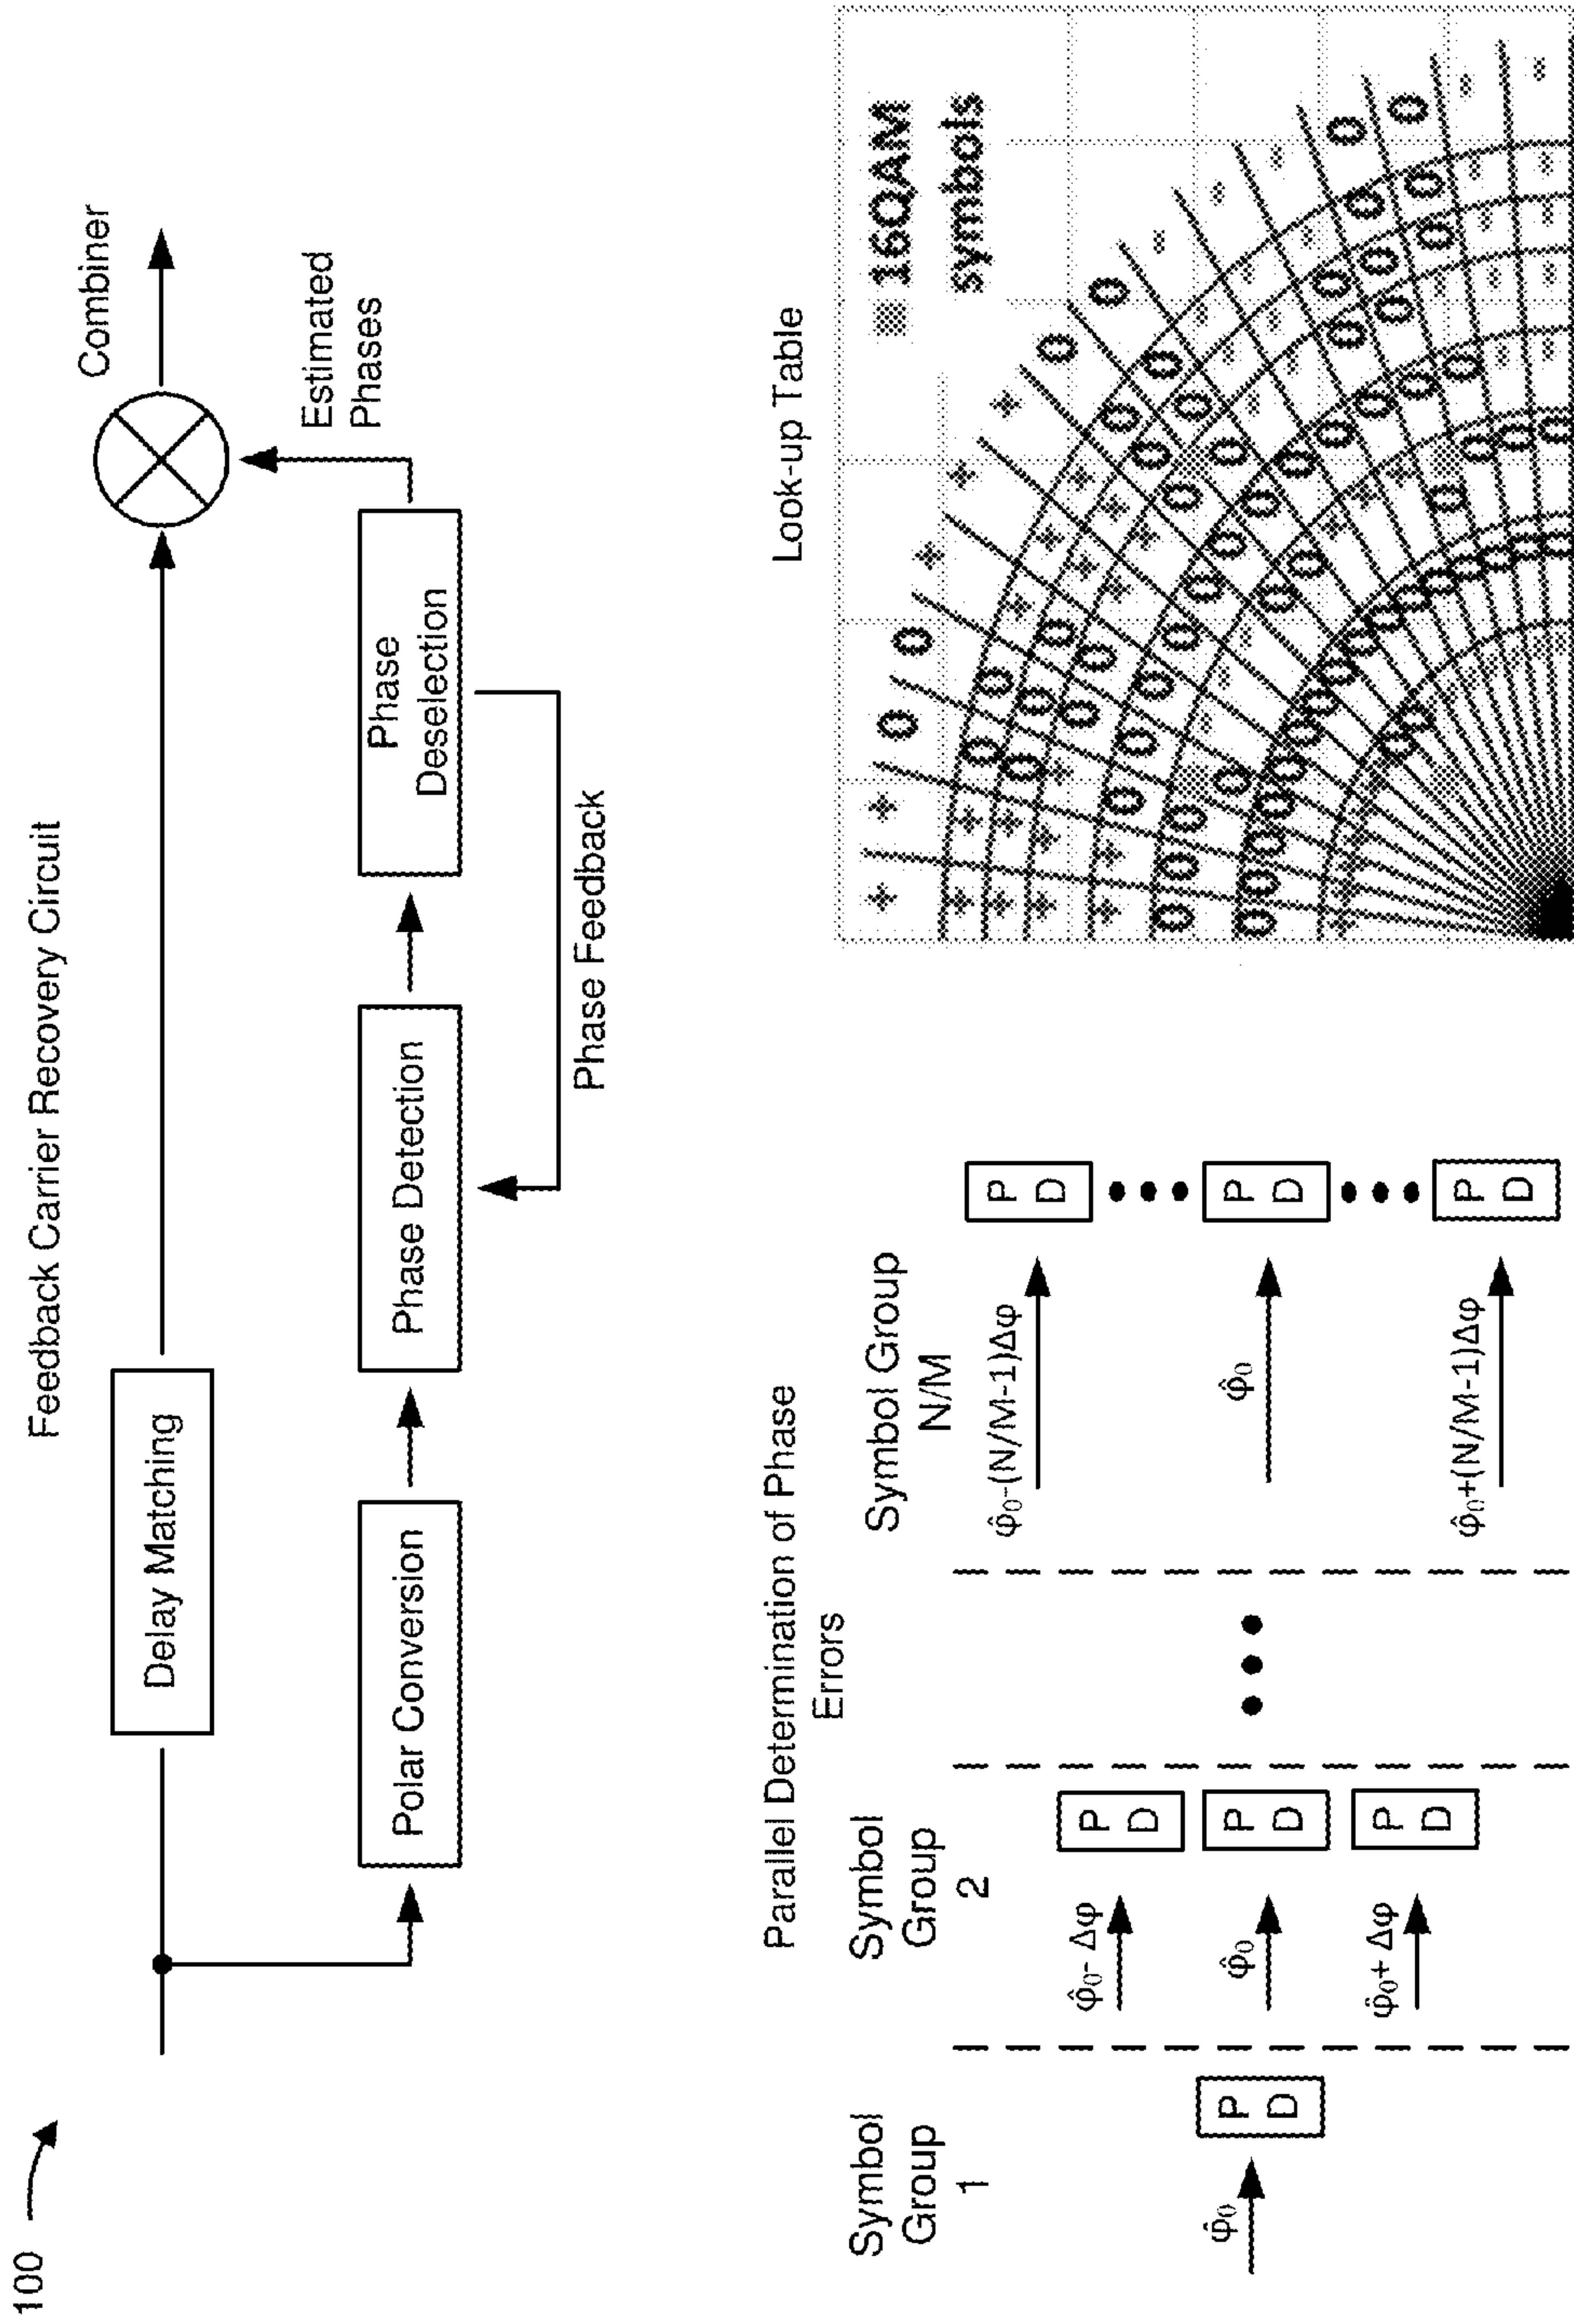 100
Feedback Carrier Recovery Circuit
Delay Matching
Combiner
Polar Conversion
Phase Detection
Phase
Deselection
Estimated
Phases
Phase Feedback
Parallel Determination of Phase
Errors
Symbol
Group
1
φ̂₀
P
D
Symbol
Group
2
φ̂₀- Δφ
P
D
φ̂₀
P
D
φ̂₀+ Δφ
P
D
Symbol Group
N/M
φ̂₀-(N/M-1)Δφ
P
D
φ̂₀
P
D
φ̂₀+(N/M-1)Δφ
P
D
Look-up Table
16QAM
symbols